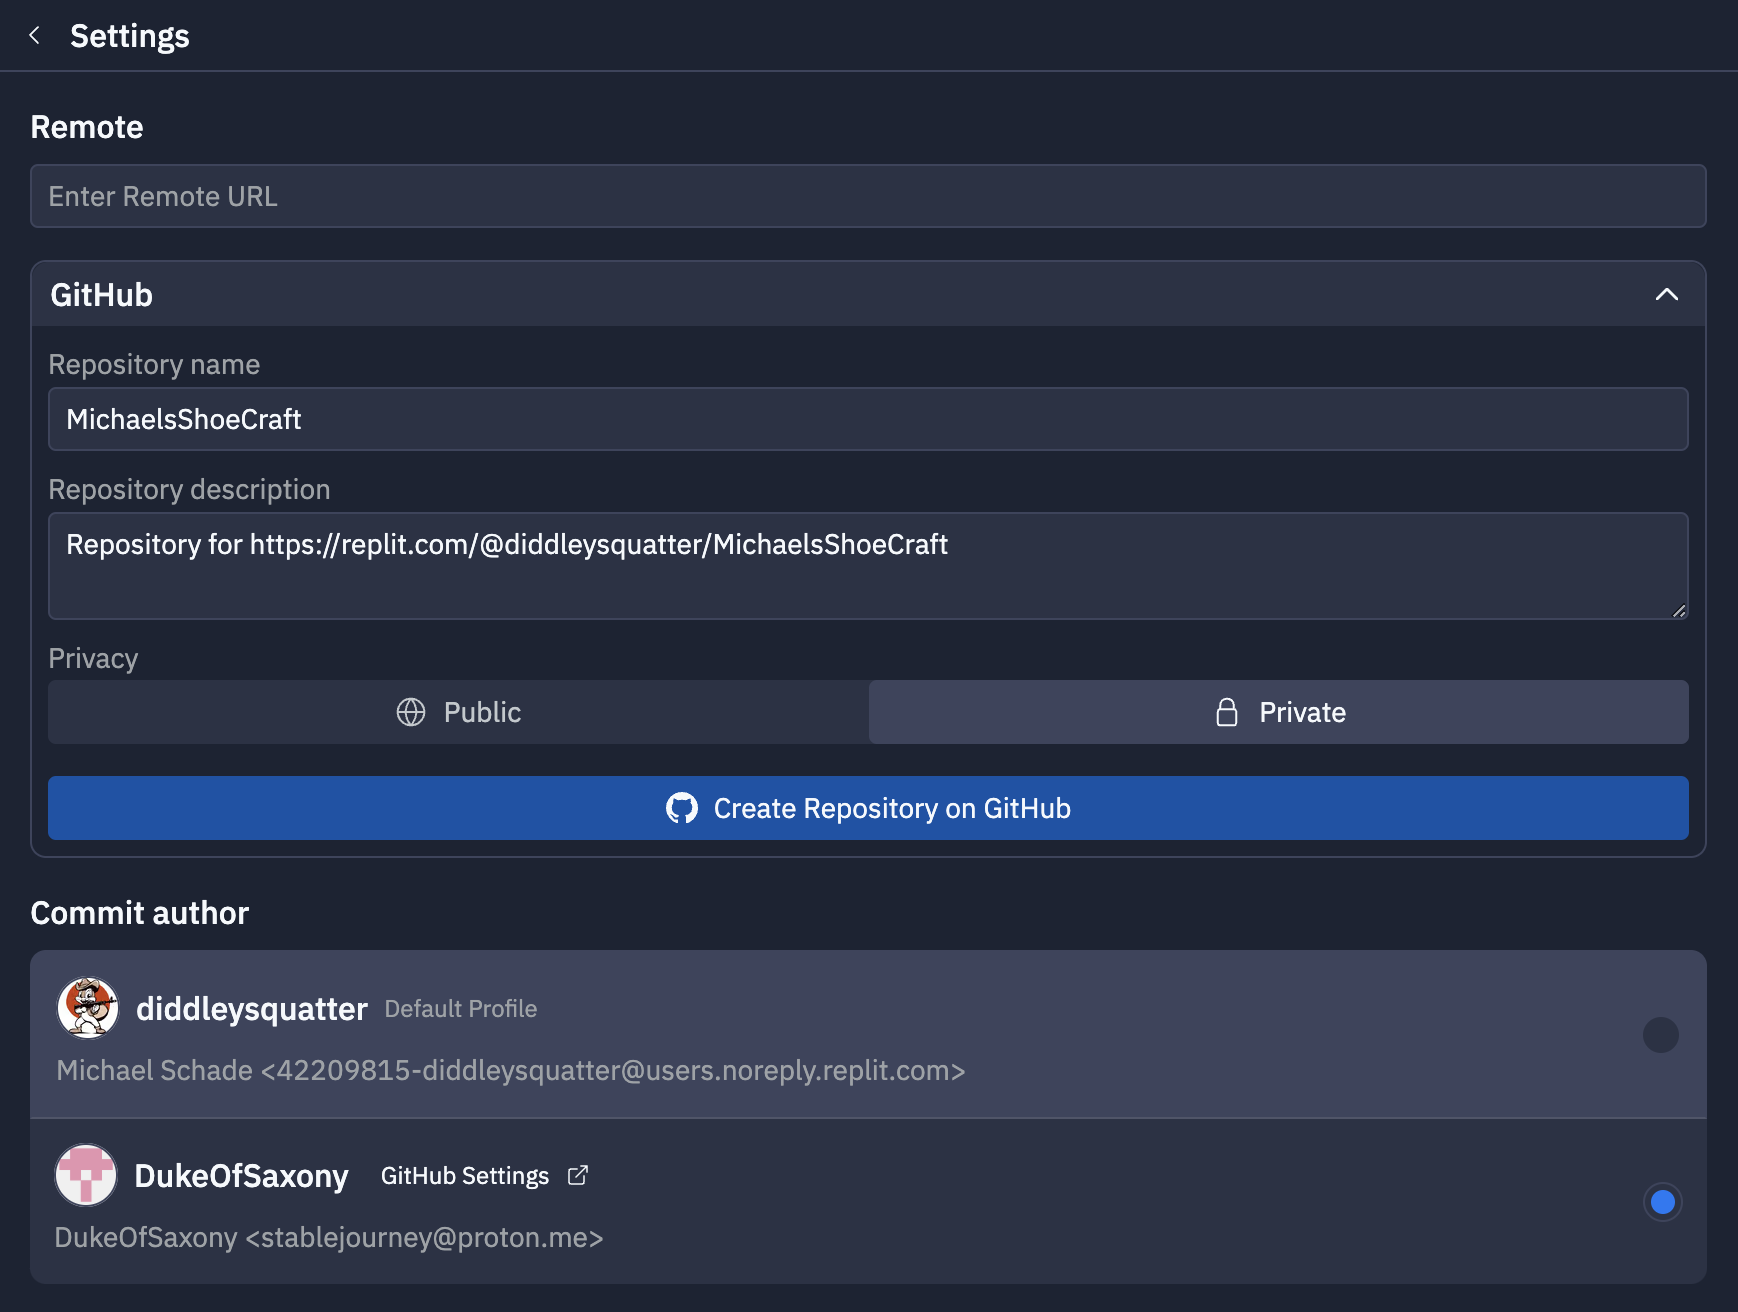 Settings
Remote
Enter Remote URL
GitHub
Repository name
MichaelsShoeCraft
Repository description
Repository for https://replit.com/@diddleysquatter/MichaelsShoeCraft
Privacy
Public
Private
Create Repository on GitHub
Commit author
diddleysquatter Default Profile
Michael Schade <42209815-diddleysquatter@users.noreply.replit.com>
DukeOfSaxony GitHub Settings
DukeOfSaxony <stablejourney@proton.me>